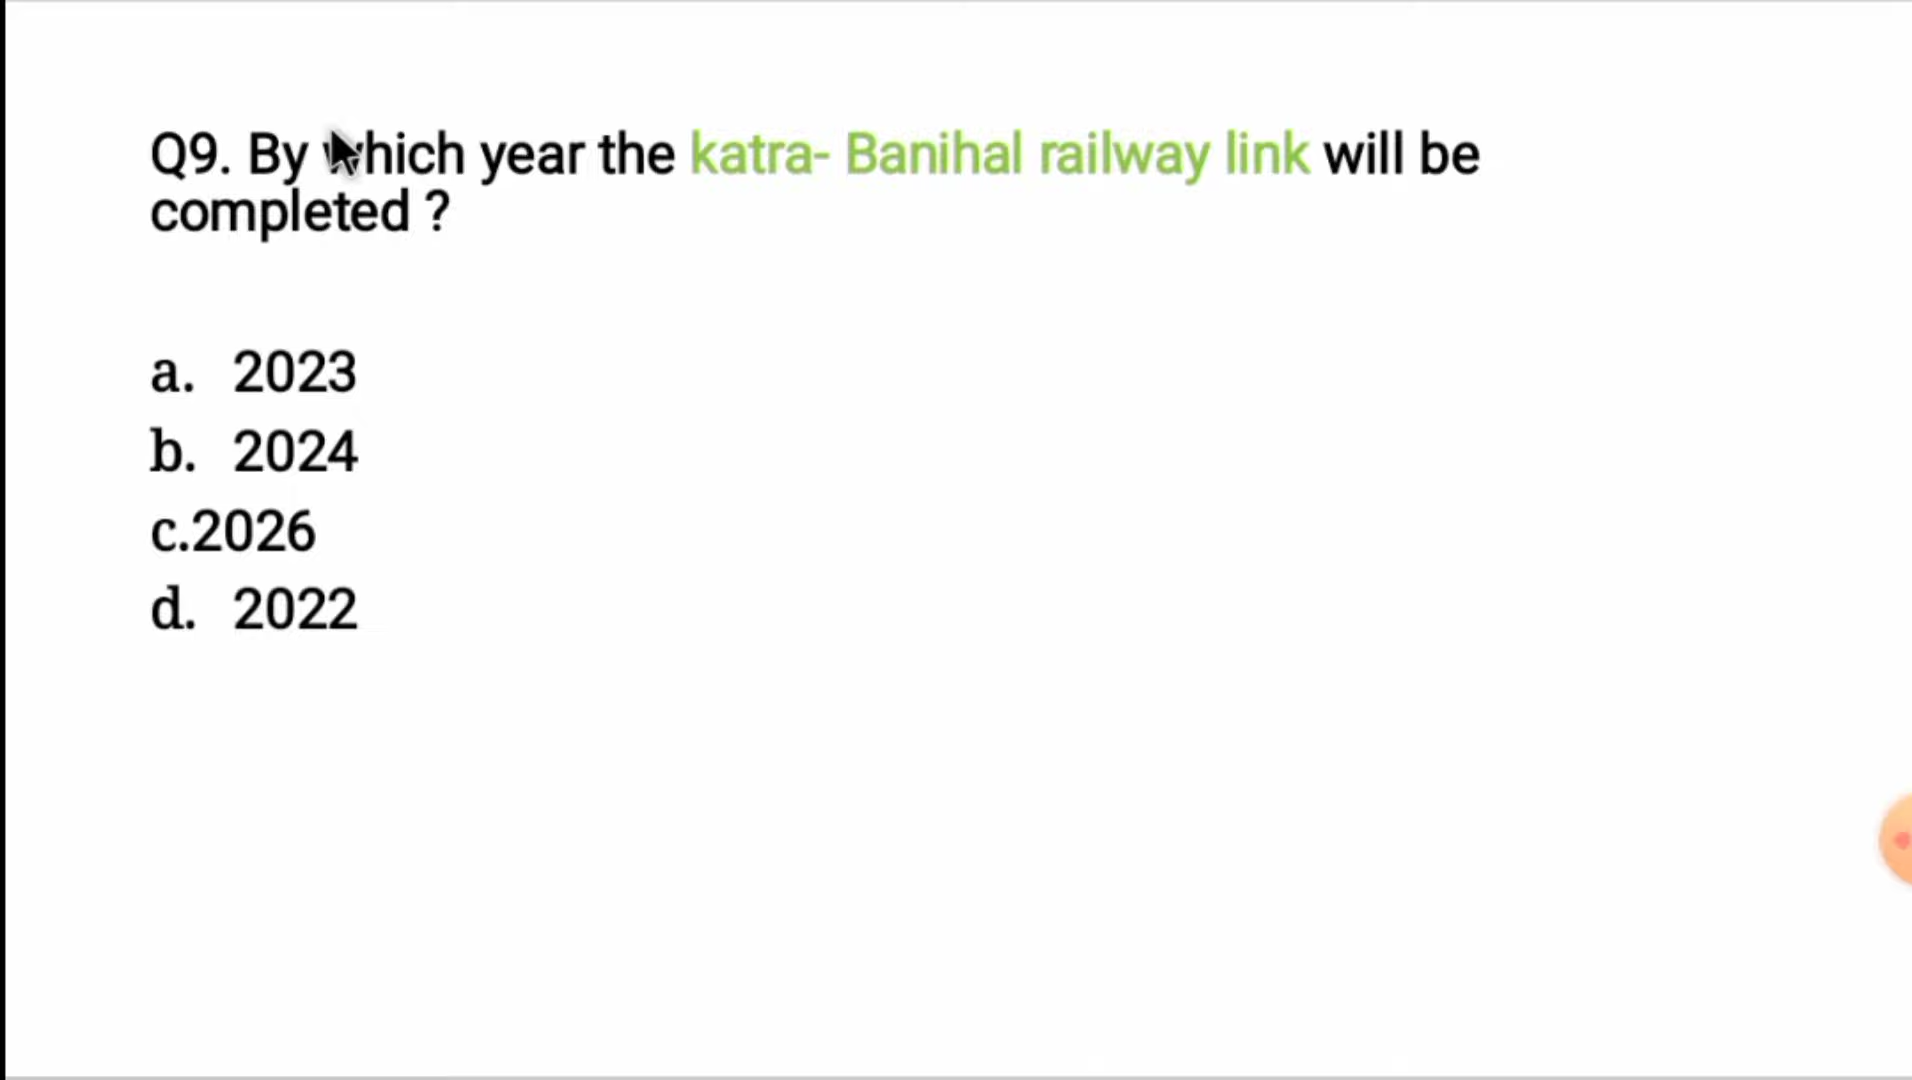 Q9. By which year the katra- Banihal railway link will be
completed ?
a. 2023
b. 2024
c.2026
d. 2022